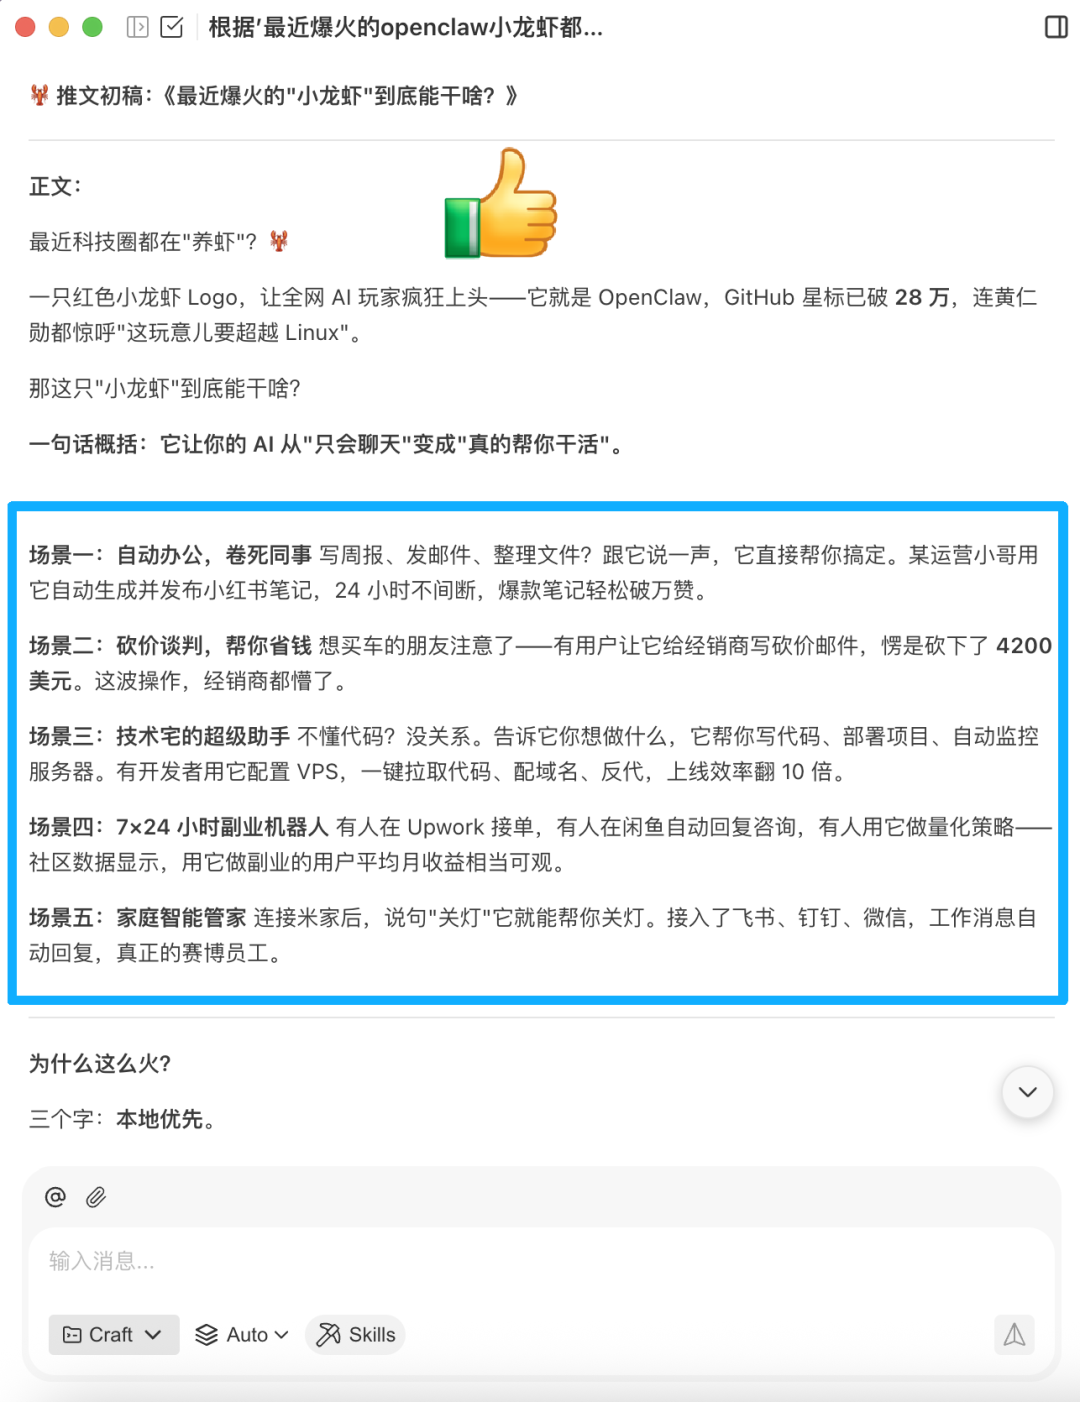 根据'最近爆火的openclaw小龙虾都...
🦞 推文初稿：《最近爆火的"小龙虾"到底能干啥？》
正文：
最近科技圈都在"养虾"？🦞
一只红色小龙虾 Logo，让全网 AI 玩家疯狂上头——它就是 OpenClaw，GitHub 星标已破 28 万，连黄仁
勋都惊呼"这玩意儿要超越 Linux"。
那这只"小龙虾"到底能干啥？
一句话概括：它让你的 AI 从"只会聊天"变成"真的帮你干活"。
场景一：自动办公，卷死同事 写周报、发邮件、整理文件？跟它说一声，它直接帮你搞定。某运营小哥用
它自动生成并发布小红书笔记，24 小时不间断，爆款笔记轻松破万赞。
场景二：砍价谈判，帮你省钱 想买车的朋友注意了——有用户让它给经销商写砍价邮件，愣是砍下了 4200
美元。这波操作，经销商都懵了。
场景三：技术宅的超级助手 不懂代码？没关系。告诉它你想做什么，它帮你写代码、部署项目、自动监控
服务器。有开发者用它配置 VPS，一键拉取代码、配域名、反代，上线效率翻 10 倍。
场景四：7×24 小时副业机器人 有人在 Upwork 接单，有人在闲鱼自动回复咨询，有人用它做量化策略——
社区数据显示，用它做副业的用户平均月收益相当可观。
场景五：家庭智能管家 连接米家后，说句"关灯"它就能帮你关灯。接入了飞书、钉钉、微信，工作消息自
动回复，真正的赛博员工。
为什么这么火？
三个字：本地优先。
输入消息...
Craft Auto Skills